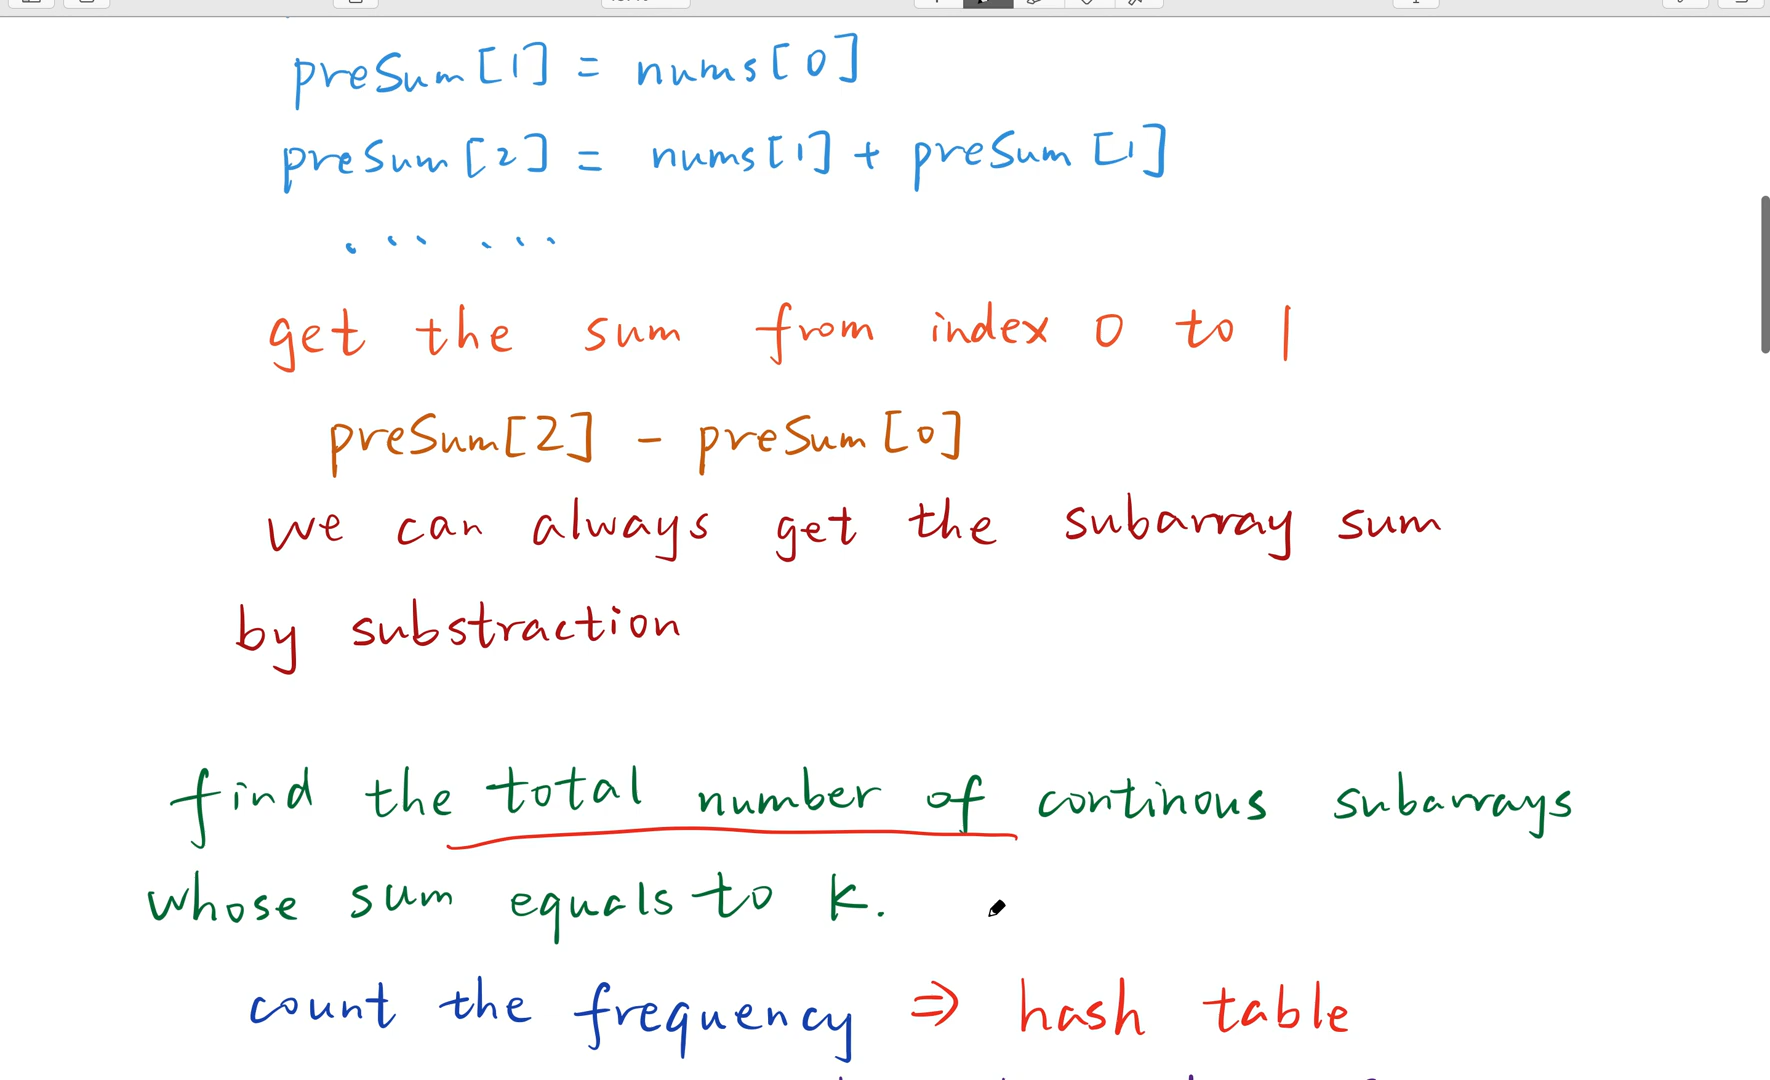 preSum[1] = nums[0]
preSum[2] = nums[1] + preSum[1]
... ...
get the sum from index 0 to 1
preSum[2] - preSum[0]
we can always get the subarray sum
by substraction
find the total number of continous subarrays
whose sum equals to k.
count the frequency ⇒ hash table